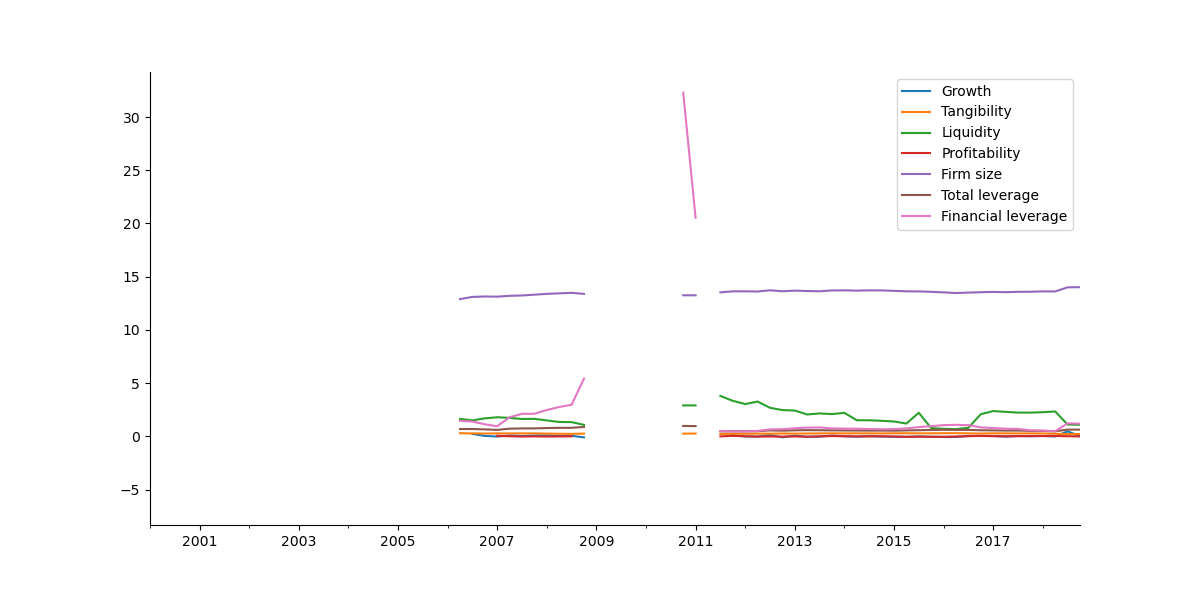 Growth
Tangibility
Liquidity
Profitability
Firm size
Total leverage
Financial leverage
30
25
20
15
10
5
0
−5
2001 2003 2005 2007 2009 2011 2013 2015 2017